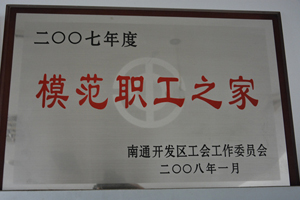 二〇〇七年度
模范职工之家
南通开发区工会工作委员会
二〇〇八年一月